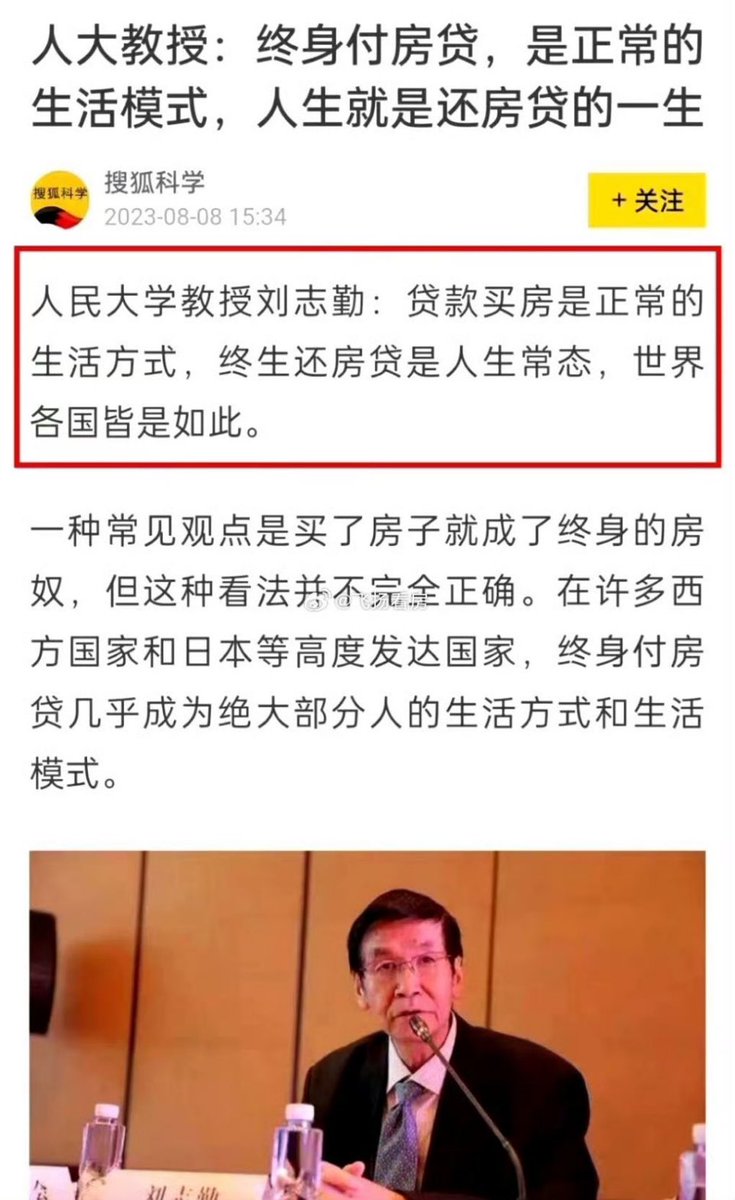 人大教授：终身付房贷，是正常的
生活模式，人生就是还房贷的一生
搜狐科学
搜狐科学
2023-08-08 15:34
+ 关注
人民大学教授刘志勤：贷款买房是正常的
生活方式，终生还房贷是人生常态，世界
各国皆是如此。
一种常见观点是买了房子就成了终身的房
奴，但这种看法并不完全正确。在许多西
@飞扬看房
方国家和日本等高度发达国家，终身付房
贷几乎成为绝大部分人的生活方式和生活
模式。
刘志勤